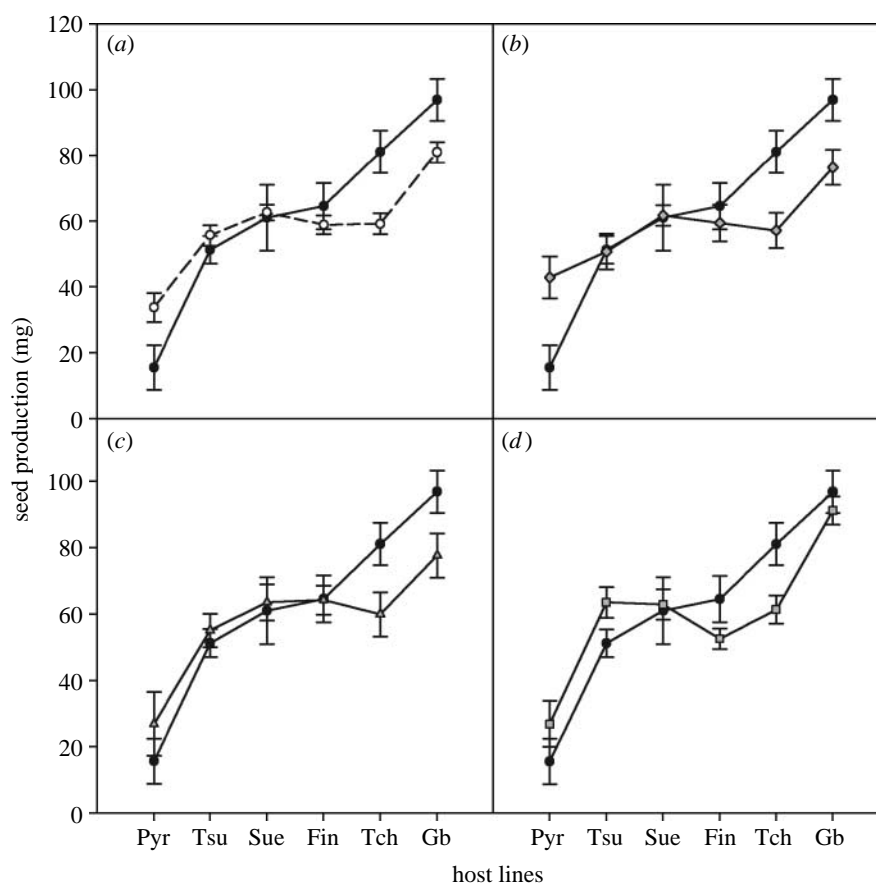 120
100
80
60
40
20
0
(a)
(b)
100
80
60
40
20
0
(c)
(d)
seed production (mg)
Pyr Tsu Sue Fin Tch Gb Pyr Tsu Sue Fin Tch Gb
host lines